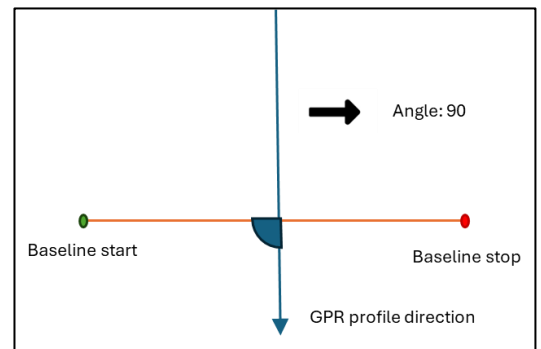 Angle: 90
Baseline start
Baseline stop
GPR profile direction